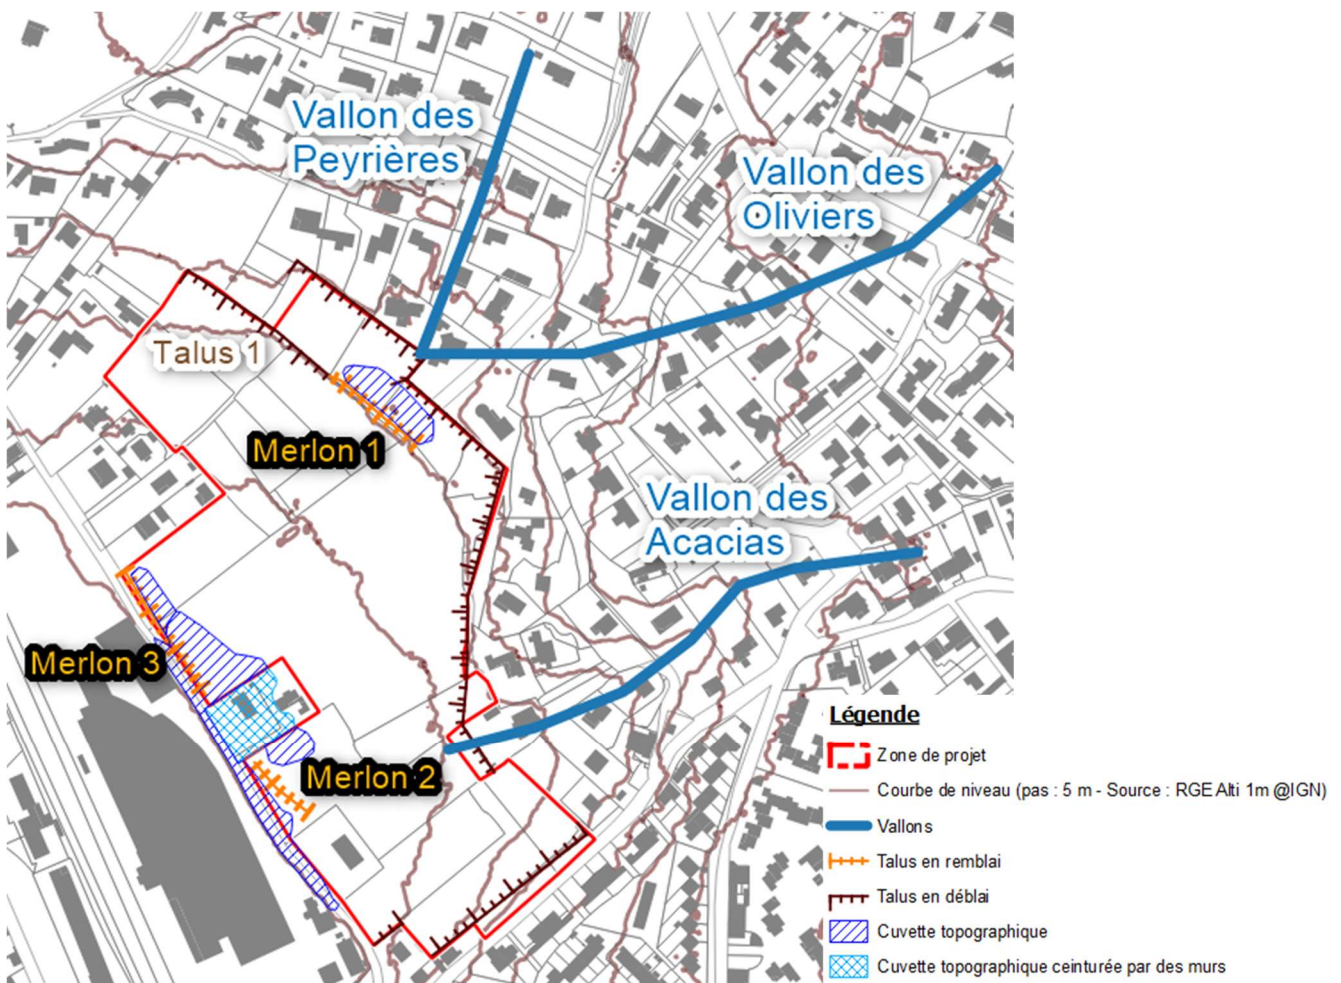 Vallon des
Peyrières
Vallon des
Oliviers
Talus 1
Merlon 1
Vallon des
Acacias
Merlon 3
Merlon 2
Légende
Zone de projet
Courbe de niveau (pas : 5 m - Source : RGE Alti 1m @IGN)
Vallons
Talus en remblai
Talus en déblai
Cuvette topographique
Cuvette topographique ceinturée par des murs